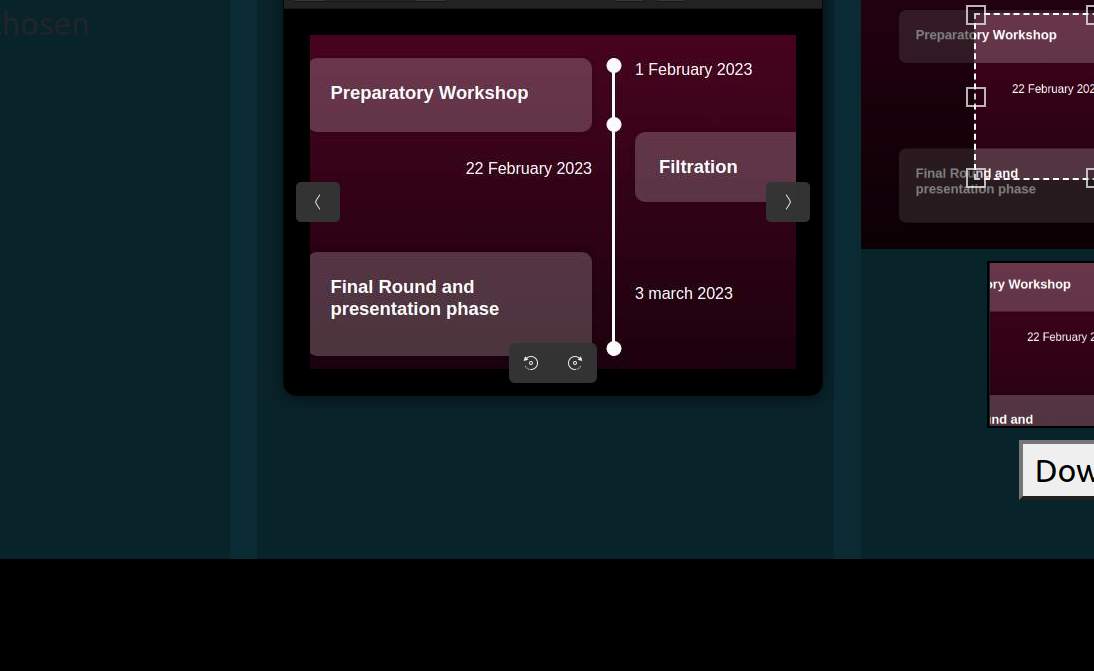 hosen
Preparatory Workshop
1 February 2023
22 February 2023
Filtration
Final Round and
presentation phase
3 march 2023
Preparatory Workshop
22 February 202
Final Round and
presentation phase
ory Workshop
22 February 2
nd and
Dow